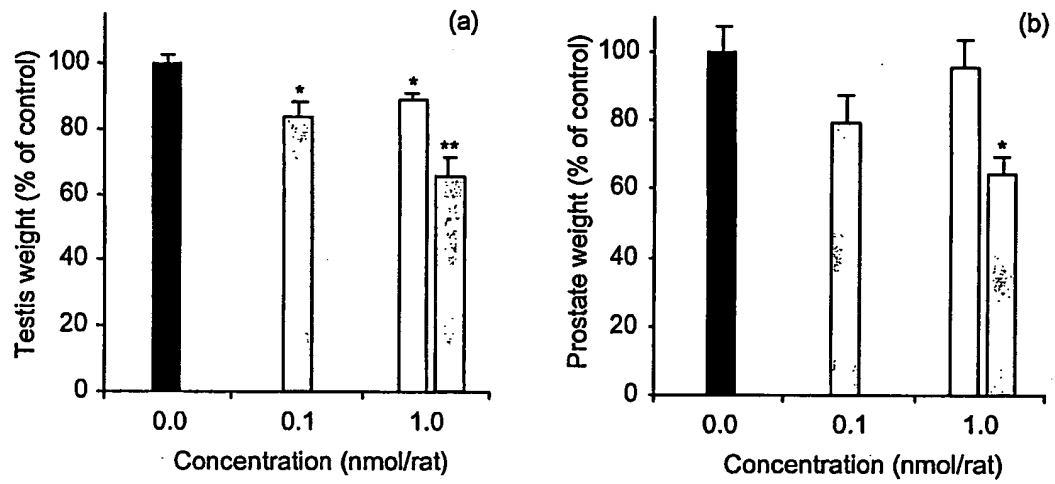 (a)
Testis weight (% of control)
100
80
60
40
20
0
*
*
**
0.0 0.1 1.0
Concentration (nmol/rat)
(b)
Prostate weight (% of control)
100
80
60
40
20
0
*
0.0 0.1 1.0
Concentration (nmol/rat)